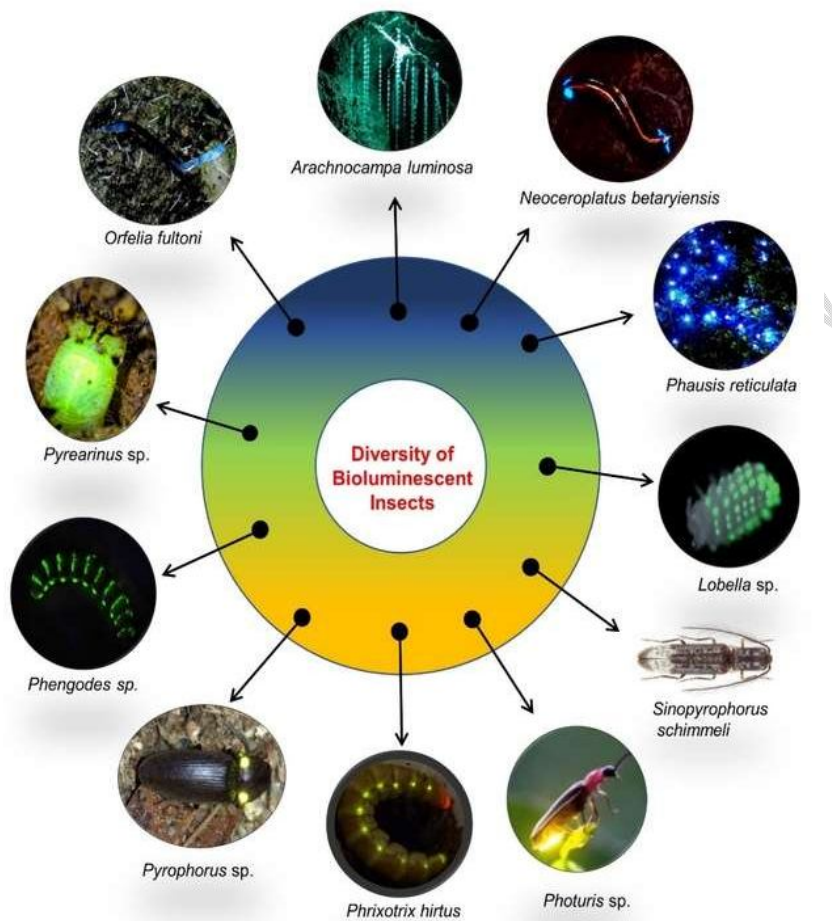 Arachnocampa luminosa
Neoceroplatus betaryiensis
Orfelia fultoni
Phausis reticulata
Pyrearinus sp.
Diversity of
Bioluminescent
Insects
Lobella sp.
Phengodes sp.
Sinopyrophorus
schimmeli
Pyrophorus sp.
Phrixotrix hirtus
Photuris sp.